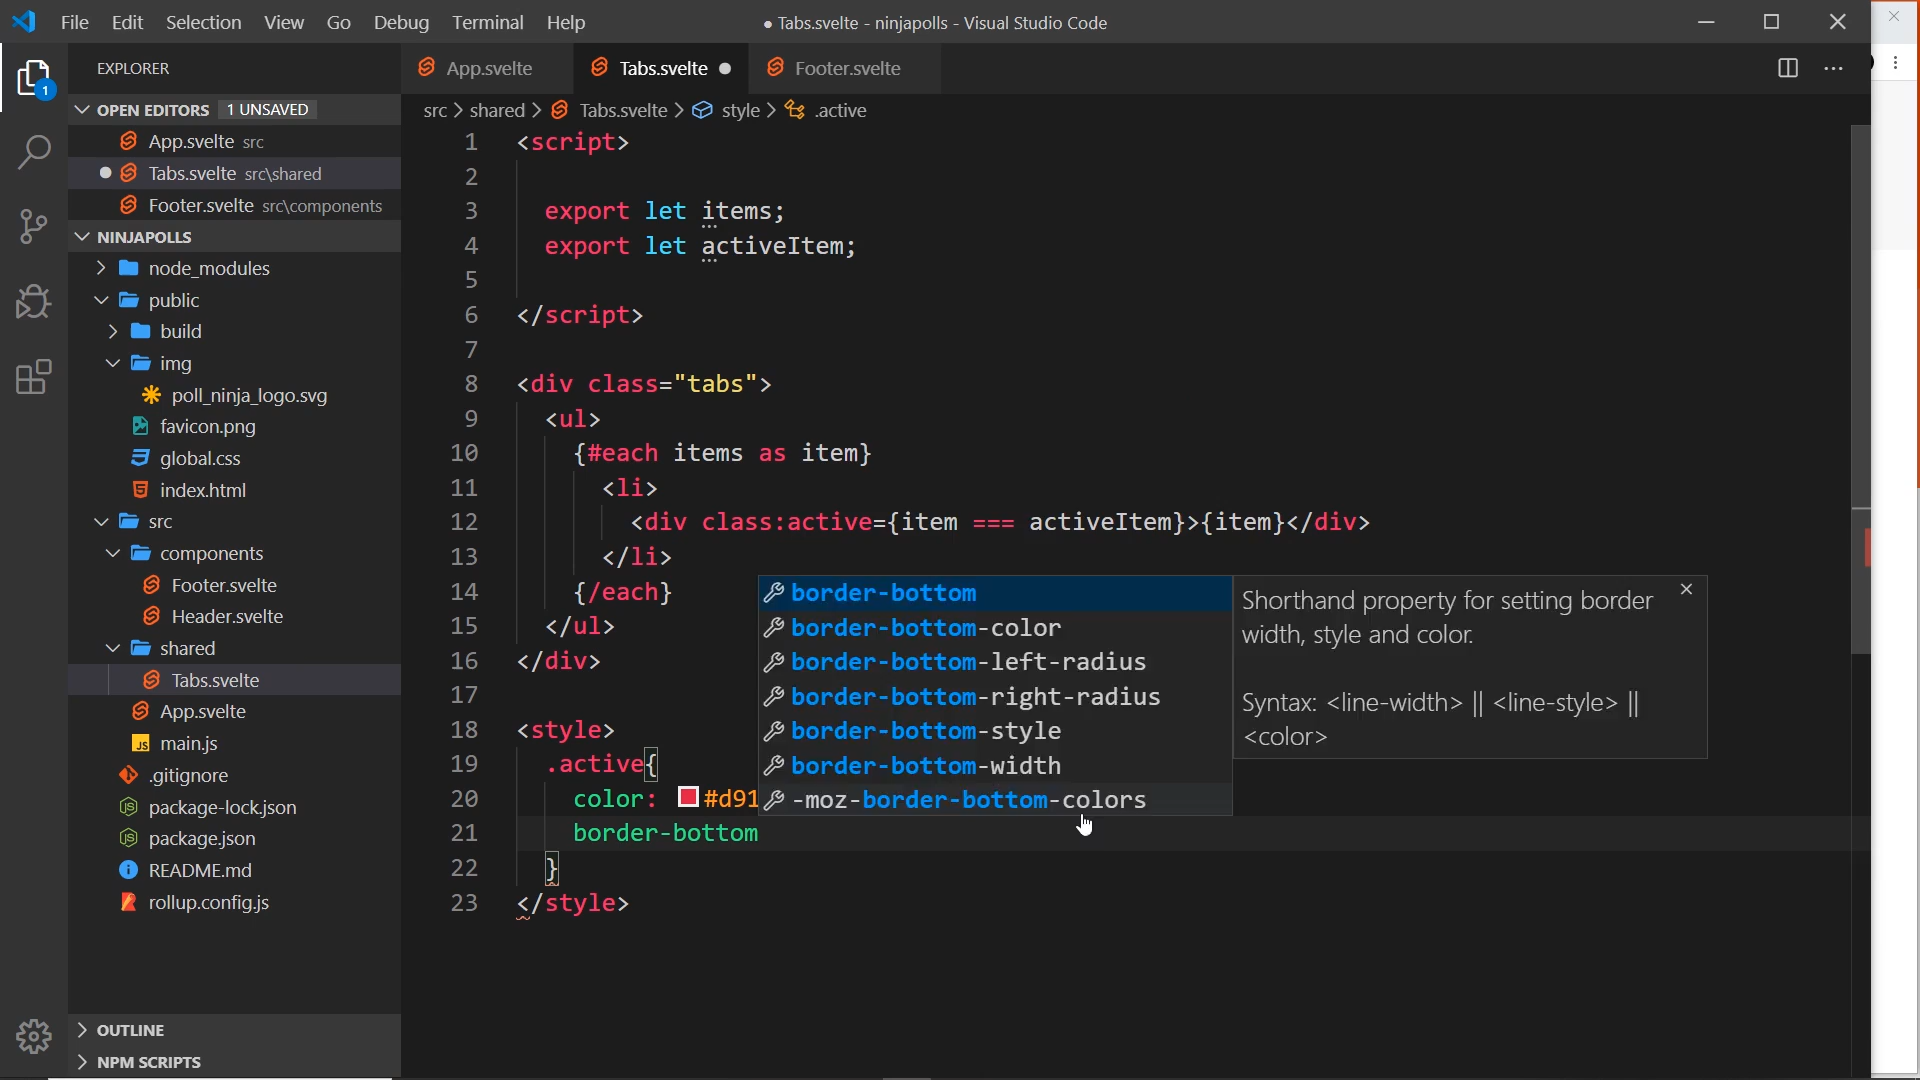 File Edit Selection View Go Debug Terminal Help
● Tabs.svelte - ninjapolls - Visual Studio Code
EXPLORER
OPEN EDITORS 1 UNSAVED
App.svelte src
Tabs.svelte src\shared
Footer.svelte src\components
NINJAPOLLS
node_modules
public
build
img
poll_ninja_logo.svg
favicon.png
global.css
index.html
src
components
Footer.svelte
Header.svelte
shared
Tabs.svelte
App.svelte
JS main.js
.gitignore
package-lock.json
package.json
README.md
rollup.config.js
OUTLINE
NPM SCRIPTS
1
App.svelte Tabs.svelte Footer.svelte
src > shared > Tabs.svelte > style > .active
1 <script>
2
3 export let items;
4 export let activeItem;
5
6 </script>
7
8 <div class="tabs">
9 <ul>
10 {#each items as item}
11 <li>
12 <div class:active={item === activeItem}>{item}</div>
13 </li>
14 {/each}
15 </ul>
16 </div>
17
18 <style>
19 .active{
20 color: #d91
21 border-bottom
22 }
23 </style>
border-bottom
border-bottom-color
border-bottom-left-radius
border-bottom-right-radius
border-bottom-style
border-bottom-width
-moz-border-bottom-colors
Shorthand property for setting border
width, style and color.
Syntax: <line-width> || <line-style> ||
<color>